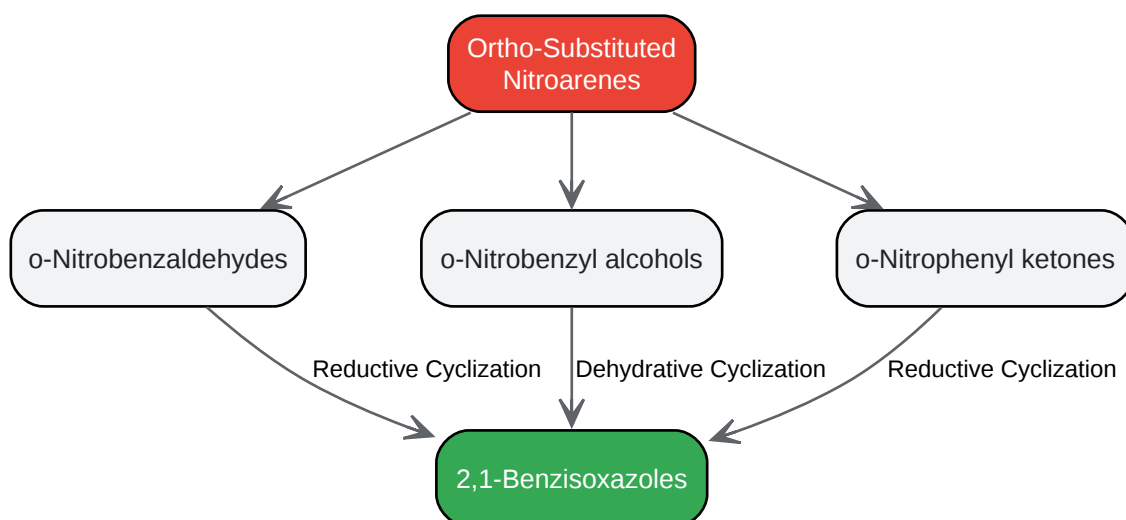 Ortho-Substituted
Nitroarenes
o-Nitrobenzaldehydes
o-Nitrobenzyl alcohols
o-Nitrophenyl ketones
Reductive Cyclization
Dehydrative Cyclization
Reductive Cyclization
2,1-Benzisoxazoles